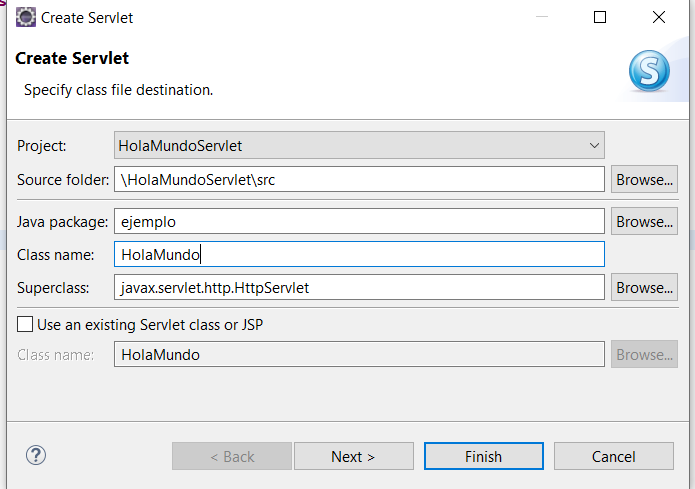 Create Servlet
Create Servlet
Specify class file destination.
S
Project: HolaMundoServlet
Source folder: \HolaMundoServlet\src Browse...
Java package: ejemplo Browse...
Class name: HolaMundo
Superclass: javax.servlet.http.HttpServlet Browse...
Use an existing Servlet class or JSP
Class name: HolaMundo Browse...
? < Back Next > Finish Cancel